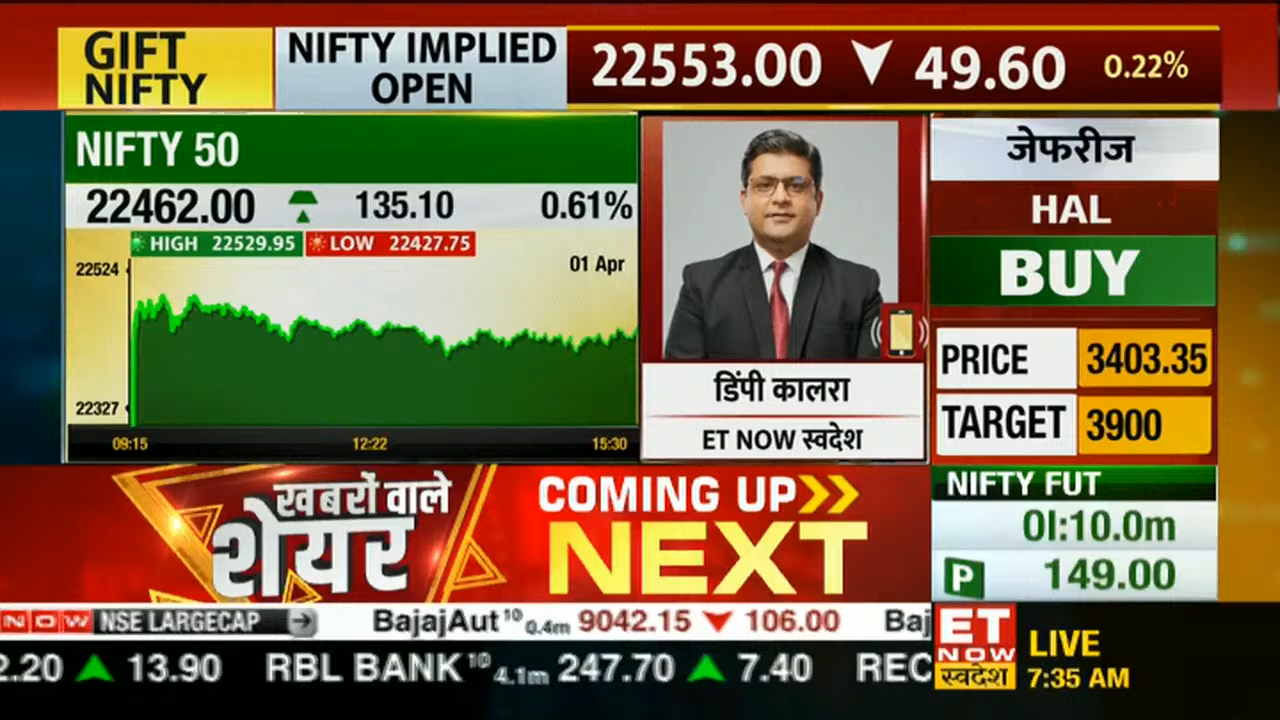 GIFT
NIFTY
NIFTY IMPLIED
OPEN
22553.00 ▼ 49.60 0.22%
NIFTY 50
22462.00 135.10 0.61%
HIGH 22529.95 LOW 22427.75
01 Apr
22524
22327
09:15 12:22 15:30
डिंपी कालरा
ET NOW स्वदेश
जेफरीज
HAL
BUY
PRICE 3403.35
TARGET 3900
NIFTY FUT
OI:10.0m
P 149.00
खबरों वाले
शेयर
COMING UP
NEXT
NOW NSE LARGECAP → BajajAut 10 0.4m 9042.15 ▼ 106.00 Baj
2.20 ▲ 13.90 RBL BANK 10 4.1m 247.70 ▲ 7.40 REC
ET
NOW
स्वदेश
LIVE
7:35 AM